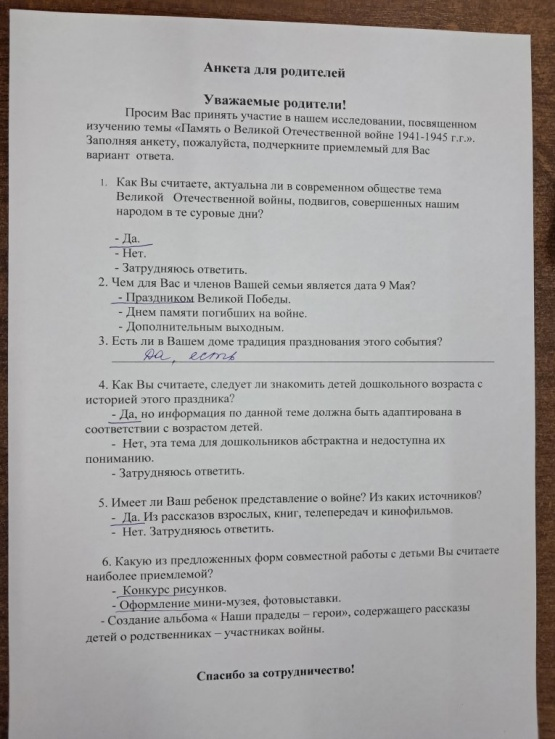 Анкета для родителей
Уважаемые родители!
Просим Вас принять участие в нашем исследовании, посвященном
изучению темы «Память о Великой Отечественной войне 1941-1945 г.г.».
Заполняя анкету, пожалуйста, подчеркните приемлемый для Вас
вариант ответа.
1. Как Вы считаете, актуальна ли в современном обществе тема
Великой Отечественной войны, подвигов, совершенных нашим
народом в те суровые дни?
- Да.
- Нет.
- Затрудняюсь ответить.
2. Чем для Вас и членов Вашей семьи является дата 9 Мая?
- Праздником Великой Победы.
- Днем памяти погибших на войне.
- Дополнительным выходным.
3. Есть ли в Вашем доме традиция празднования этого события?
да, есть
4. Как Вы считаете, следует ли знакомить детей дошкольного возраста с
историей этого праздника?
- Да, но информация по данной теме должна быть адаптирована в
соответствии с возрастом детей.
- Нет, эта тема для дошкольников абстрактна и недоступна их
пониманию.
- Затрудняюсь ответить.
5. Имеет ли Ваш ребенок представление о войне? Из каких источников?
- Да. Из рассказов взрослых, книг, телепередач и кинофильмов.
- Нет. Затрудняюсь ответить.
6. Какую из предложенных форм совместной работы с детьми Вы считаете
наиболее приемлемой?
- Конкурс рисунков.
- Оформление мини-музея, фотовыставки.
- Создание альбома « Наши прадеды – герои», содержащего рассказы
детей о родственниках – участниках войны.
Спасибо за сотрудничество!